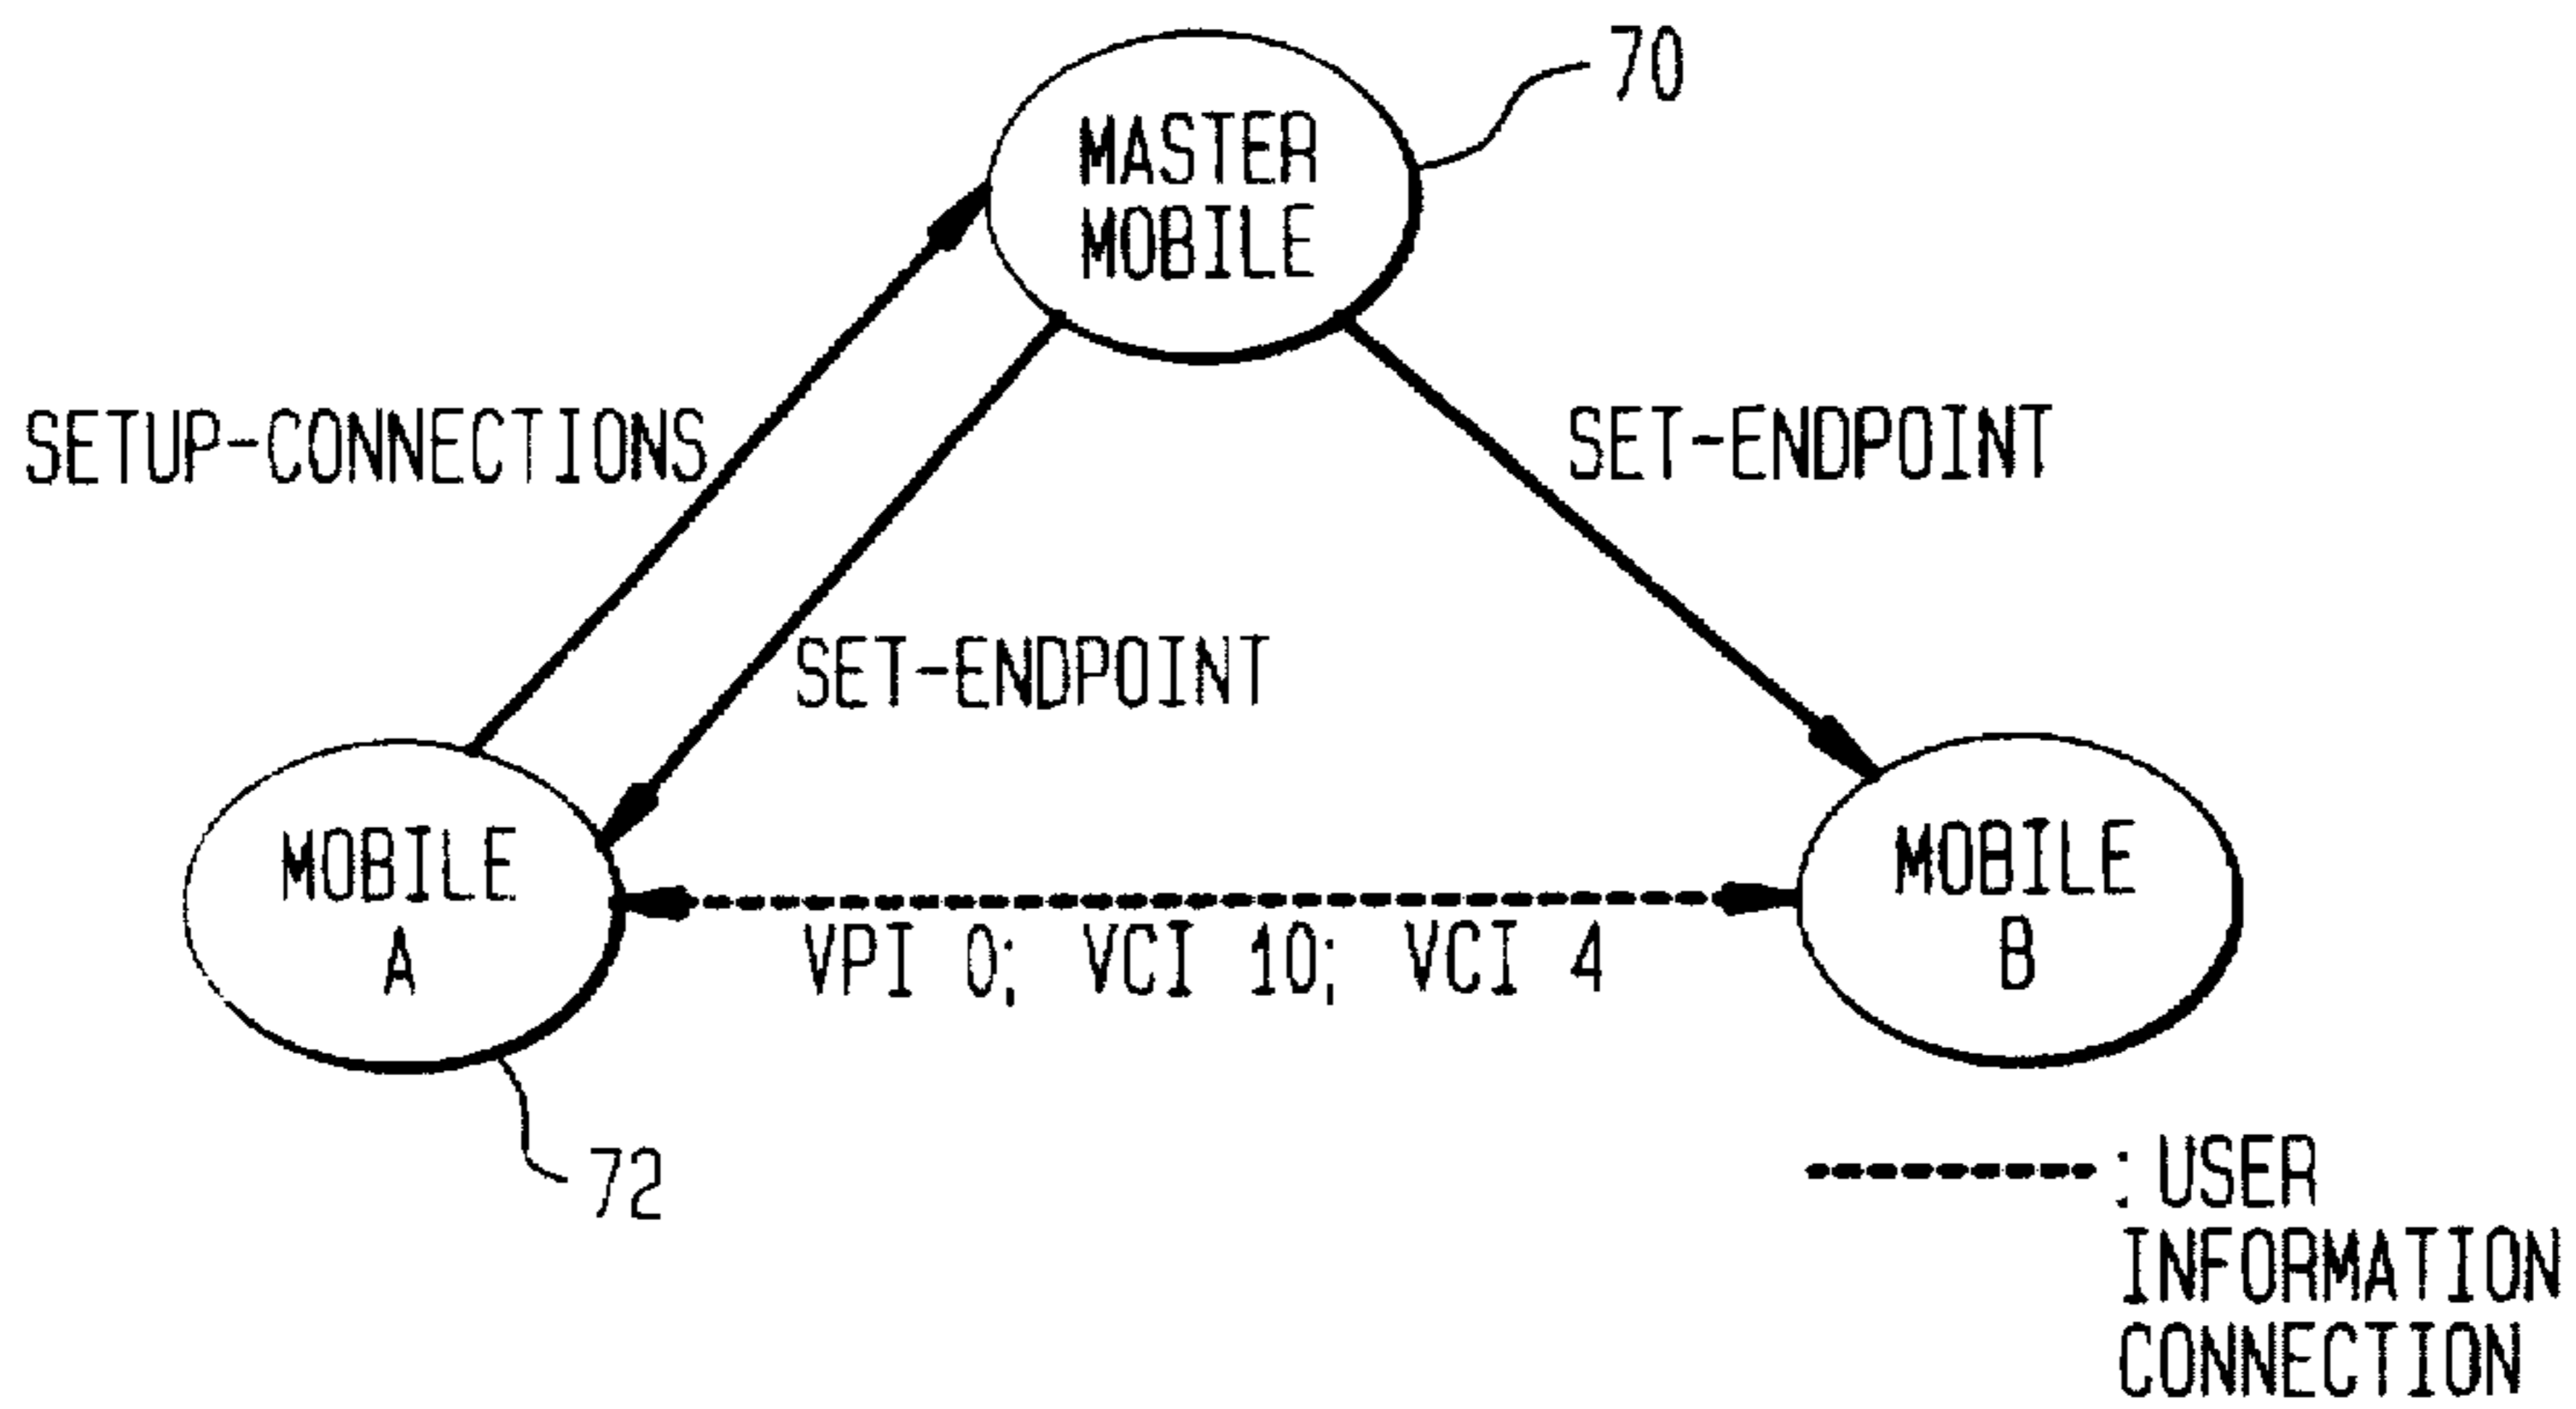 70
MASTER
MOBILE
SETUP-CONNECTIONS
SET-ENDPOINT
SET-ENDPOINT
MOBILE
A
MOBILE
B
VPI 0; VCI 10; VCI 4
72
: USER
INFORMATION
CONNECTION